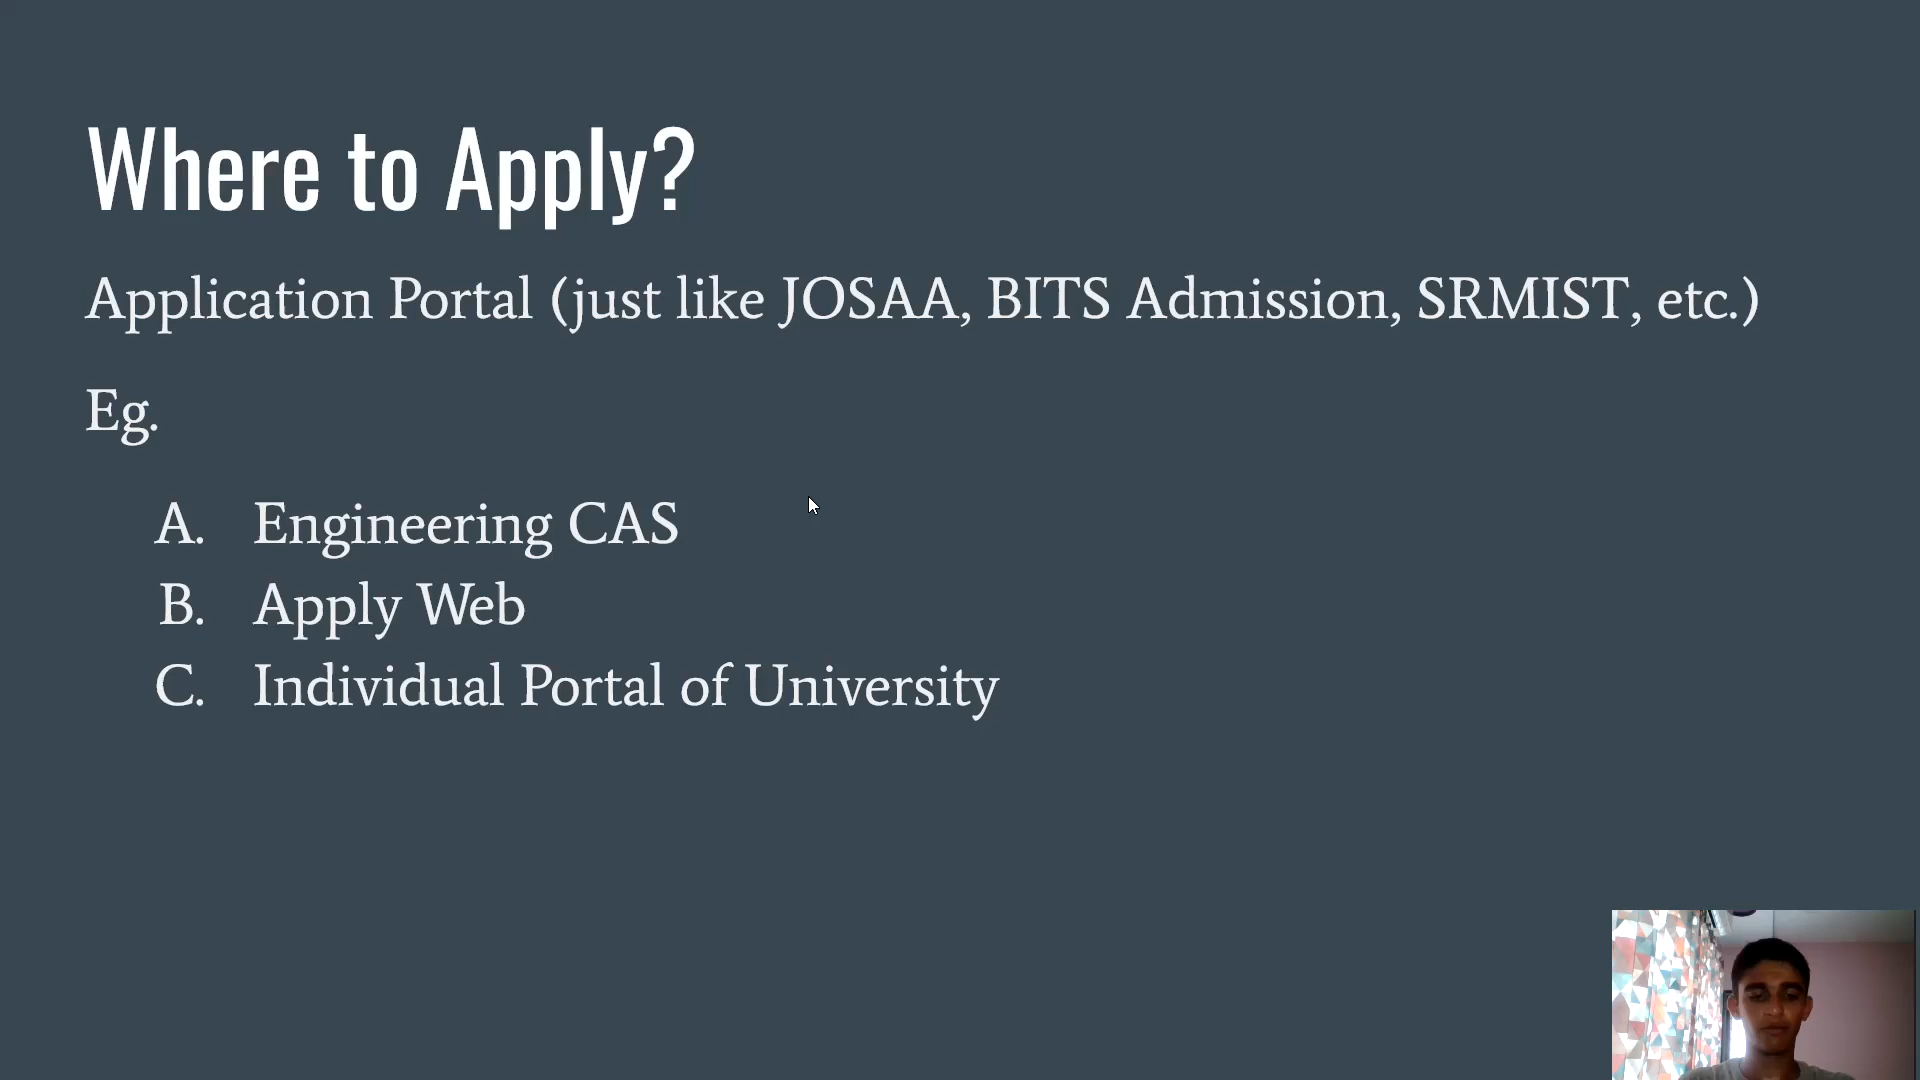 Where to Apply?
Application Portal (just like JOSAA, BITS Admission, SRMIST, etc.)
Eg.
A. Engineering CAS
B. Apply Web
C. Individual Portal of University